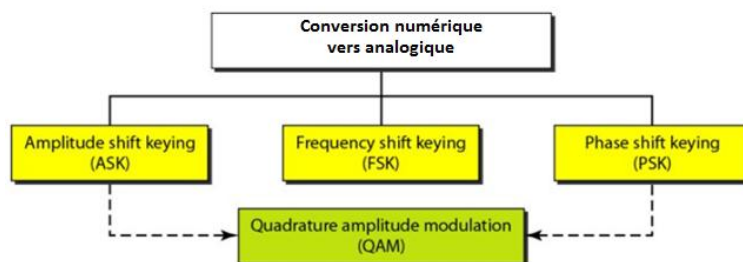 Conversion numérique
vers analogique
Amplitude shift keying
(ASK)
Frequency shift keying
(FSK)
Phase shift keying
(PSK)
Quadrature amplitude modulation
(QAM)